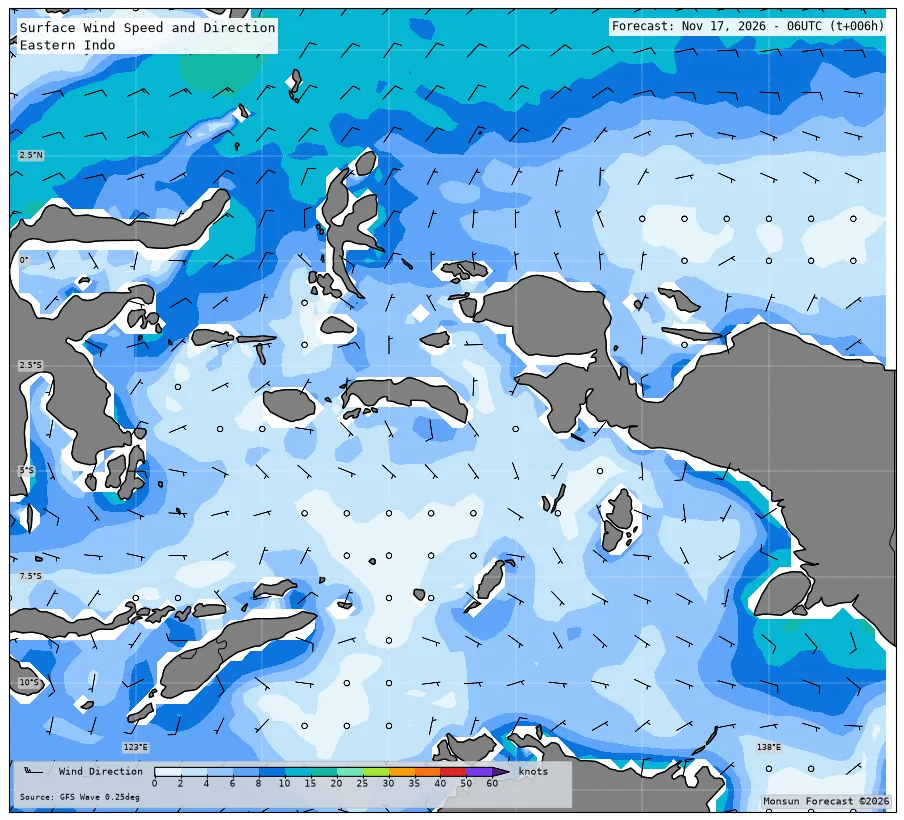 Surface Wind Speed and Direction
Eastern Indo
Forecast: Nov 17, 2026 - 06UTC (t+006h)
2.5°N
0°
2.5°S
5°S
7.5°S
10°S
123°E
138°E
Wind Direction
0 2 4 6 8 10 15 20 25 30 35 40 50 60
knots
Source: GFS Wave 0.25deg
Monsun Forecast ©2026